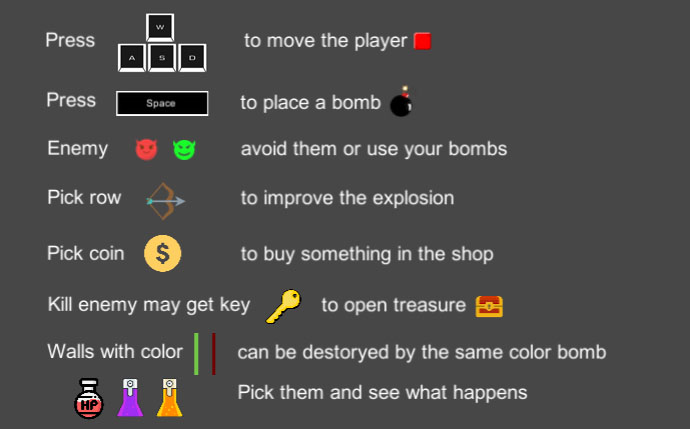 W
Press A S D to move the player
Press Space to place a bomb
Enemy avoid them or use your bombs
Pick row to improve the explosion
Pick coin $ to buy something in the shop
Kill enemy may get key to open treasure
Walls with color can be destoryed by the same color bomb
HP Pick them and see what happens